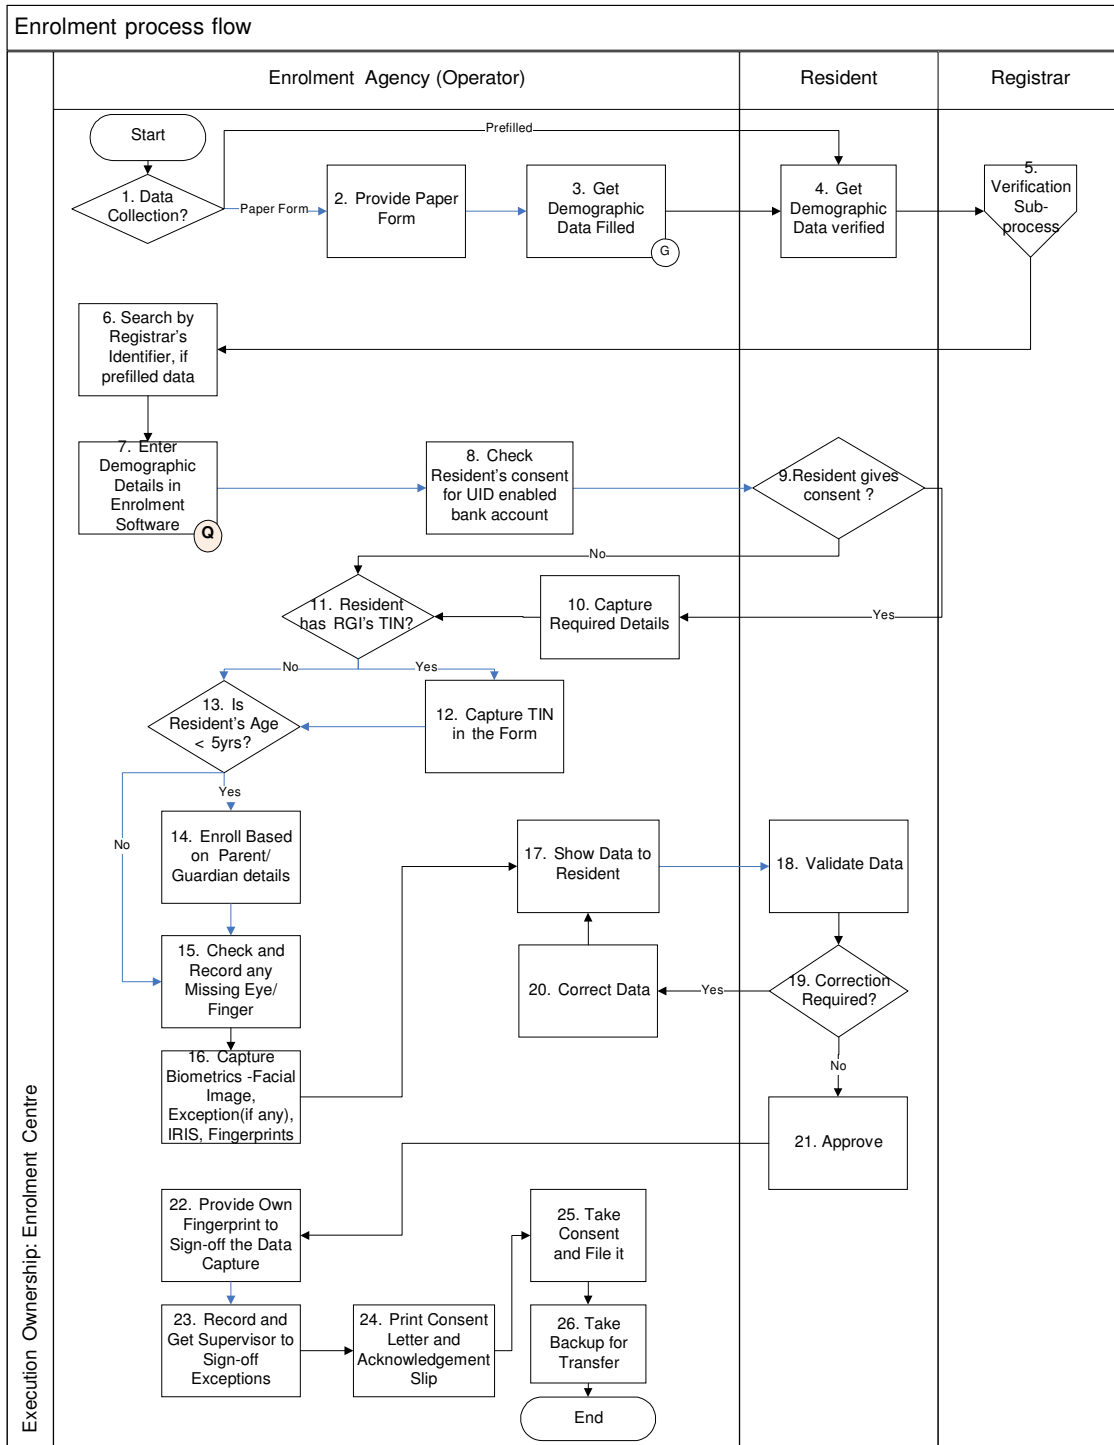 Enrolment process flow
Enrolment Agency (Operator)
Resident
Registrar
Start
Prefilled
1. Data
Collection?
Paper Form
2. Provide Paper
Form
3. Get
Demographic
Data Filled
G
4. Get
Demographic
Data verified
5.
Verification
Sub-
process
6. Search by
Registrar's
Identifier, if
prefilled data
7. Enter
Demographic
Details in
Enrolment
Software
Q
8. Check
Resident's consent
for UID enabled
bank account
9.Resident gives
consent ?
No
Yes
10. Capture
Required Details
11. Resident
has RGI's TIN?
No
Yes
12. Capture TIN
in the Form
13. Is
Resident's Age
< 5yrs?
Yes
No
14. Enroll Based
on Parent/
Guardian details
15. Check and
Record any
Missing Eye/
Finger
16. Capture
Biometrics -Facial
Image,
Exception(if any),
IRIS, Fingerprints
17. Show Data to
Resident
18. Validate Data
19. Correction
Required?
Yes
20. Correct Data
No
21. Approve
22. Provide Own
Fingerprint to
Sign-off the Data
Capture
23. Record and
Get Supervisor to
Sign-off
Exceptions
24. Print Consent
Letter and
Acknowledgement
Slip
25. Take
Consent
and File it
26. Take
Backup for
Transfer
End
Execution Ownership: Enrolment Centre